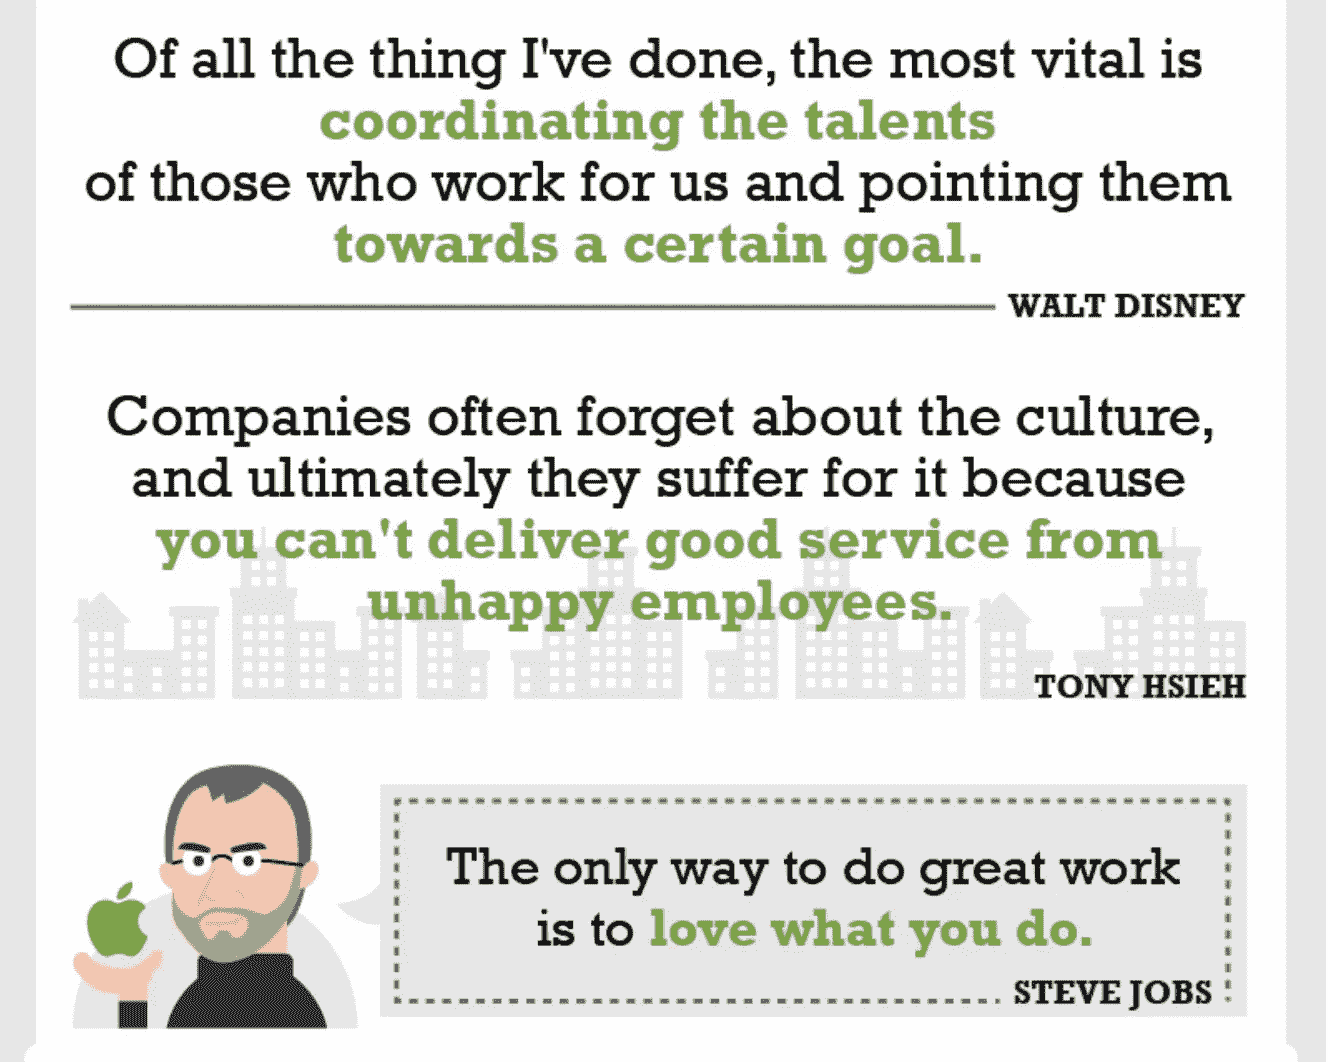 Of all the thing I've done, the most vital is
coordinating the talents
of those who work for us and pointing them
towards a certain goal.
WALT DISNEY
Companies often forget about the culture,
and ultimately they suffer for it because
you can't deliver good service from
unhappy employees.
TONY HSIEH
The only way to do great work
is to love what you do.
STEVE JOBS